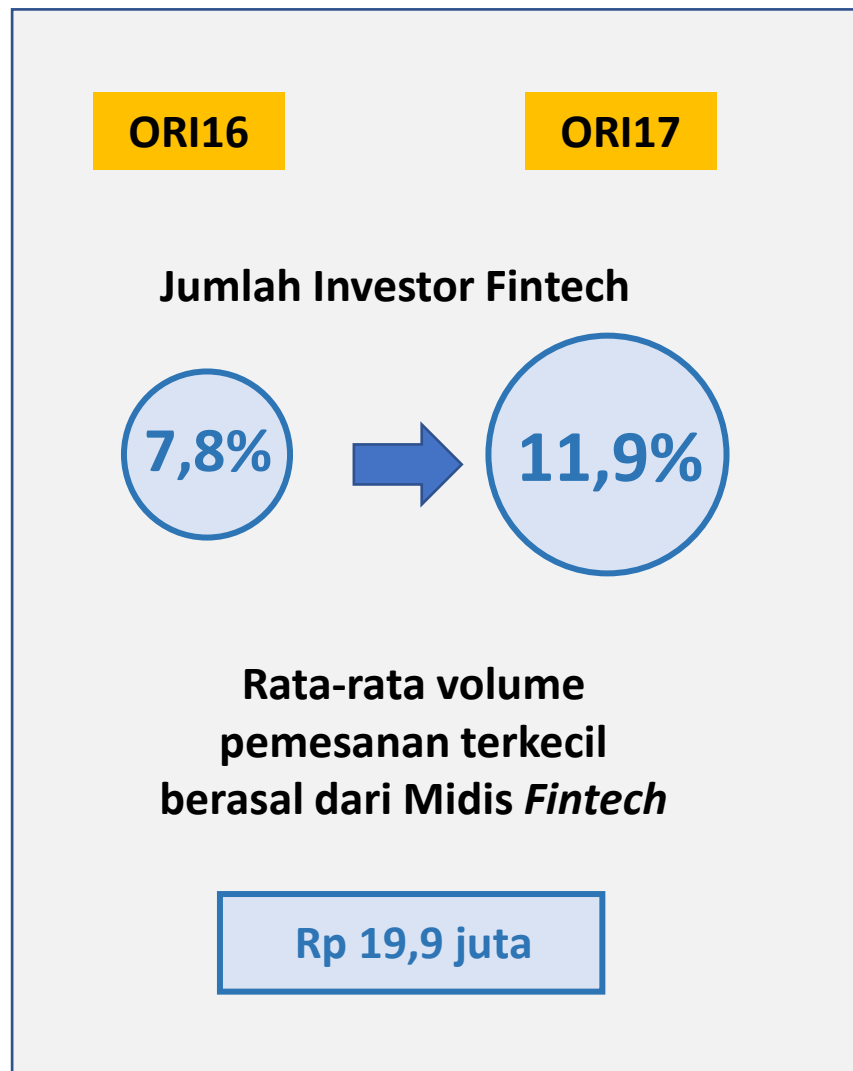 ORI16
ORI17
Jumlah Investor Fintech
7,8%
11,9%
Rata-rata volume
pemesanan terkecil
berasal dari Midis Fintech
Rp 19,9 juta